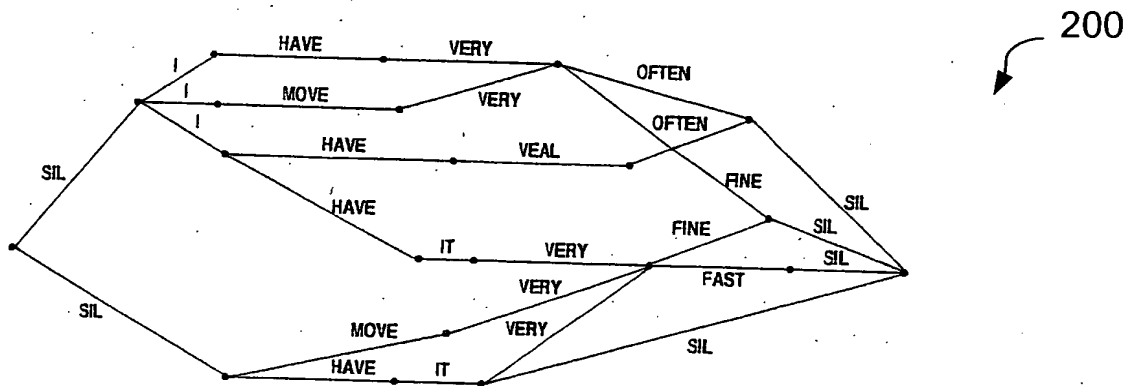 200
HAVE VERY
I OFTEN
I MOVE VERY
I OFTEN
HAVE VEAL
SIL FINE
HAVE SIL
FINE SIL
IT VERY SIL
FAST
VERY
SIL MOVE VERY
HAVE IT SIL